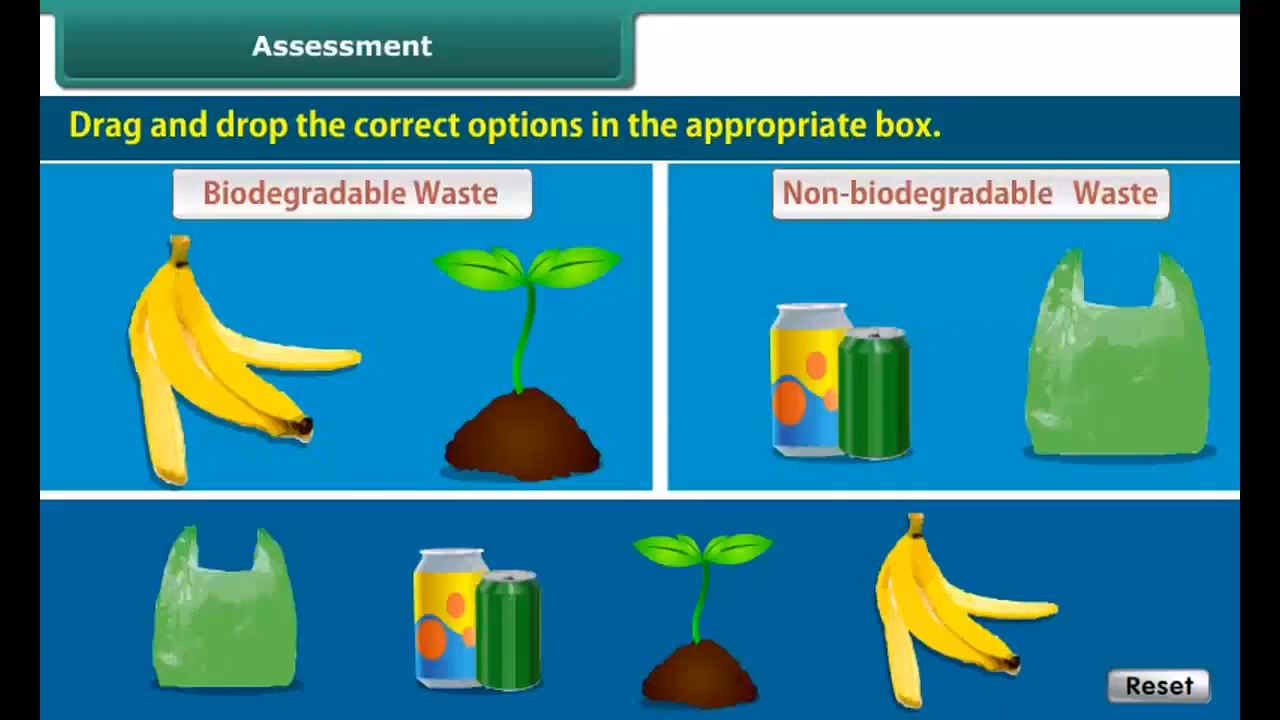 Assessment
Drag and drop the correct options in the appropriate box.
Biodegradable Waste
Non-biodegradable Waste
Reset